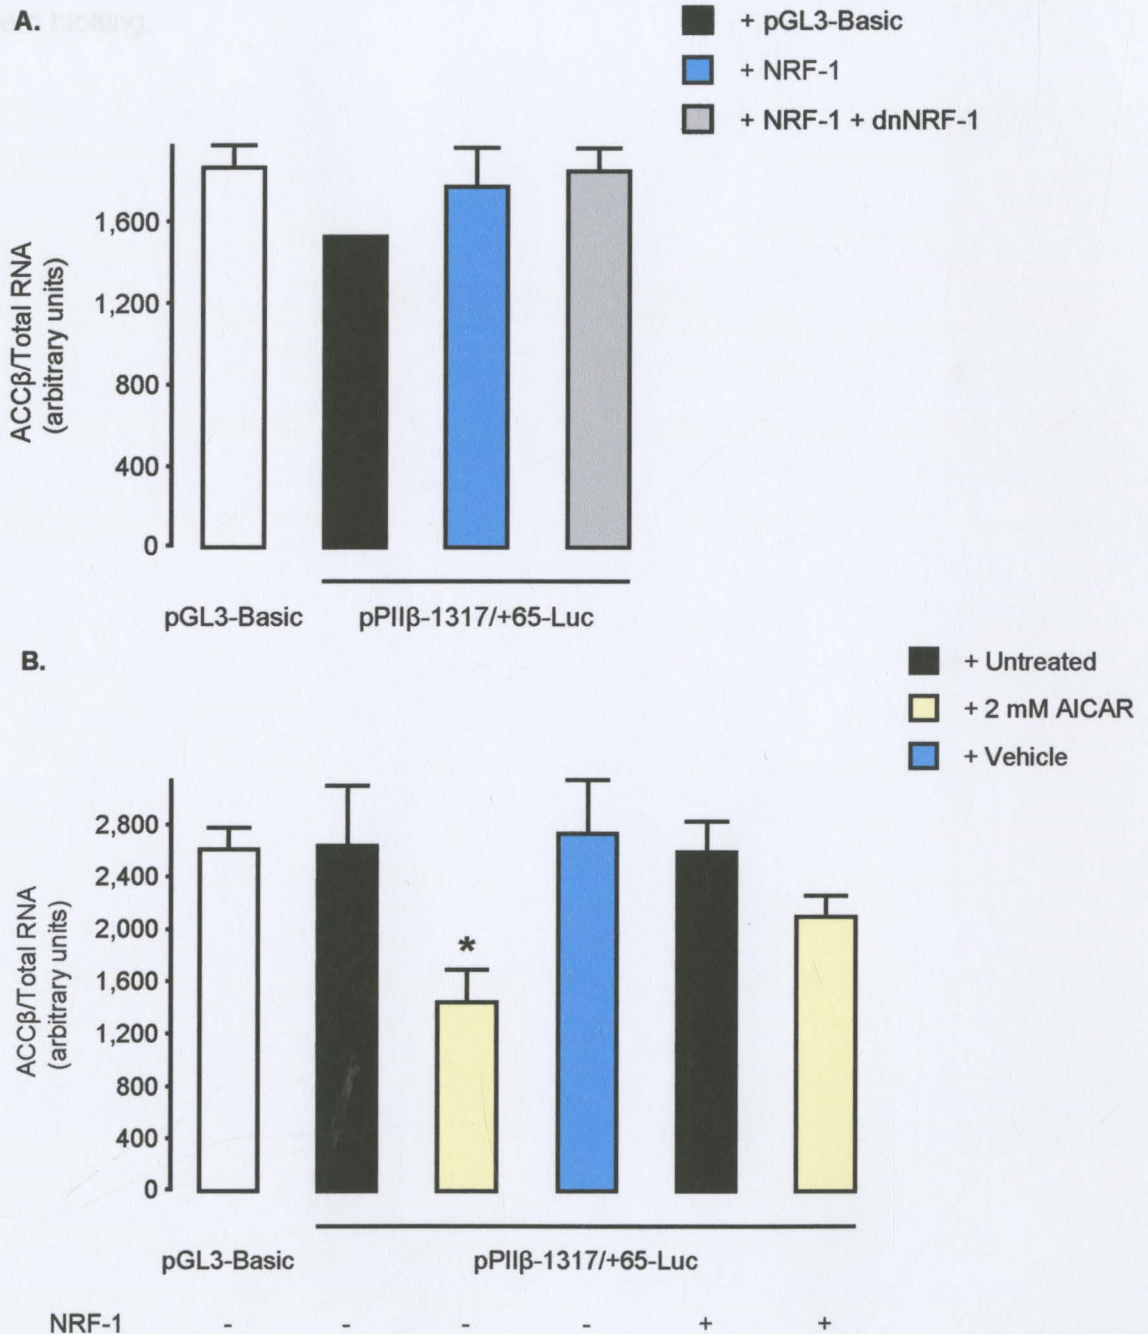 A.
blotting.
+ pGL3-Basic
+ NRF-1
+ NRF-1 + dnNRF-1
ACCβ/Total RNA
(arbitrary units)
1,600
1,200
800
400
0
pGL3-Basic
pPIIβ-1317/+65-Luc
B.
+ Untreated
+ 2 mM AICAR
+ Vehicle
ACCβ/Total RNA
(arbitrary units)
2,800
2,400
2,000
1,600
1,200
800
400
0
*
pGL3-Basic
pPIIβ-1317/+65-Luc
NRF-1 - - - - + +